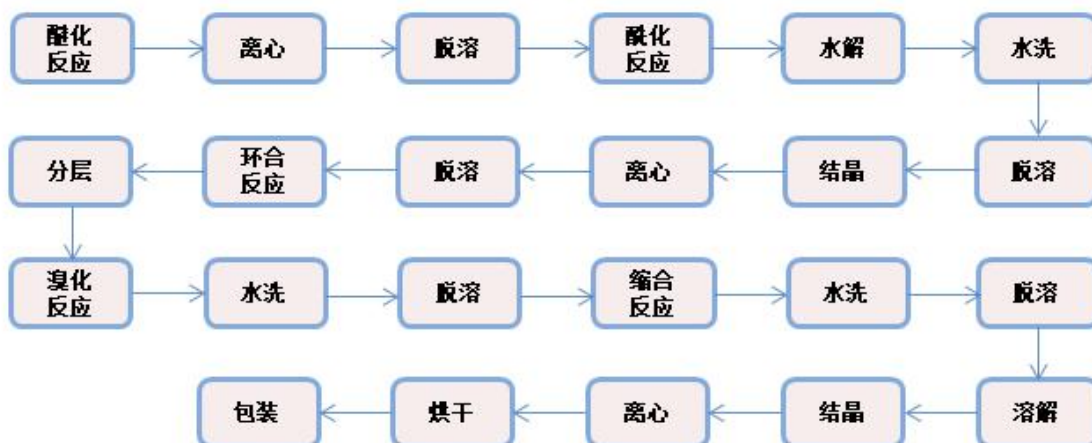 醚化
反应
离心
脱溶
酰化
反应
水解
水洗
脱溶
结晶
离心
脱溶
环合
反应
分层
溴化
反应
水洗
脱溶
缩合
反应
水洗
脱溶
溶解
结晶
离心
烘干
包装